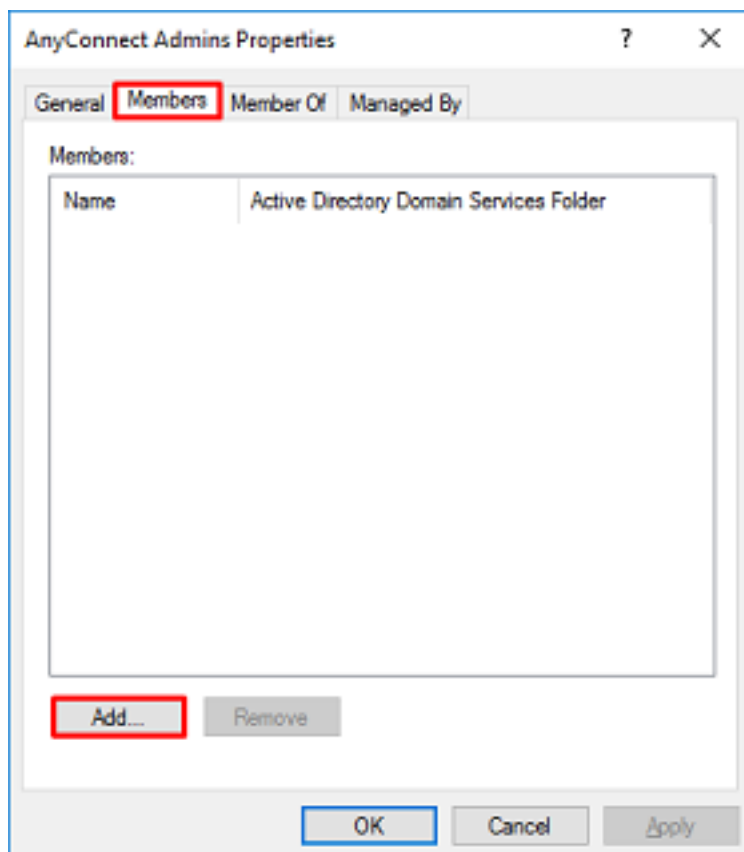 AnyConnect Admins Properties ? X
General Members Member Of Managed By
Members:
Name Active Directory Domain Services Folder
Add... Remove
OK Cancel Apply